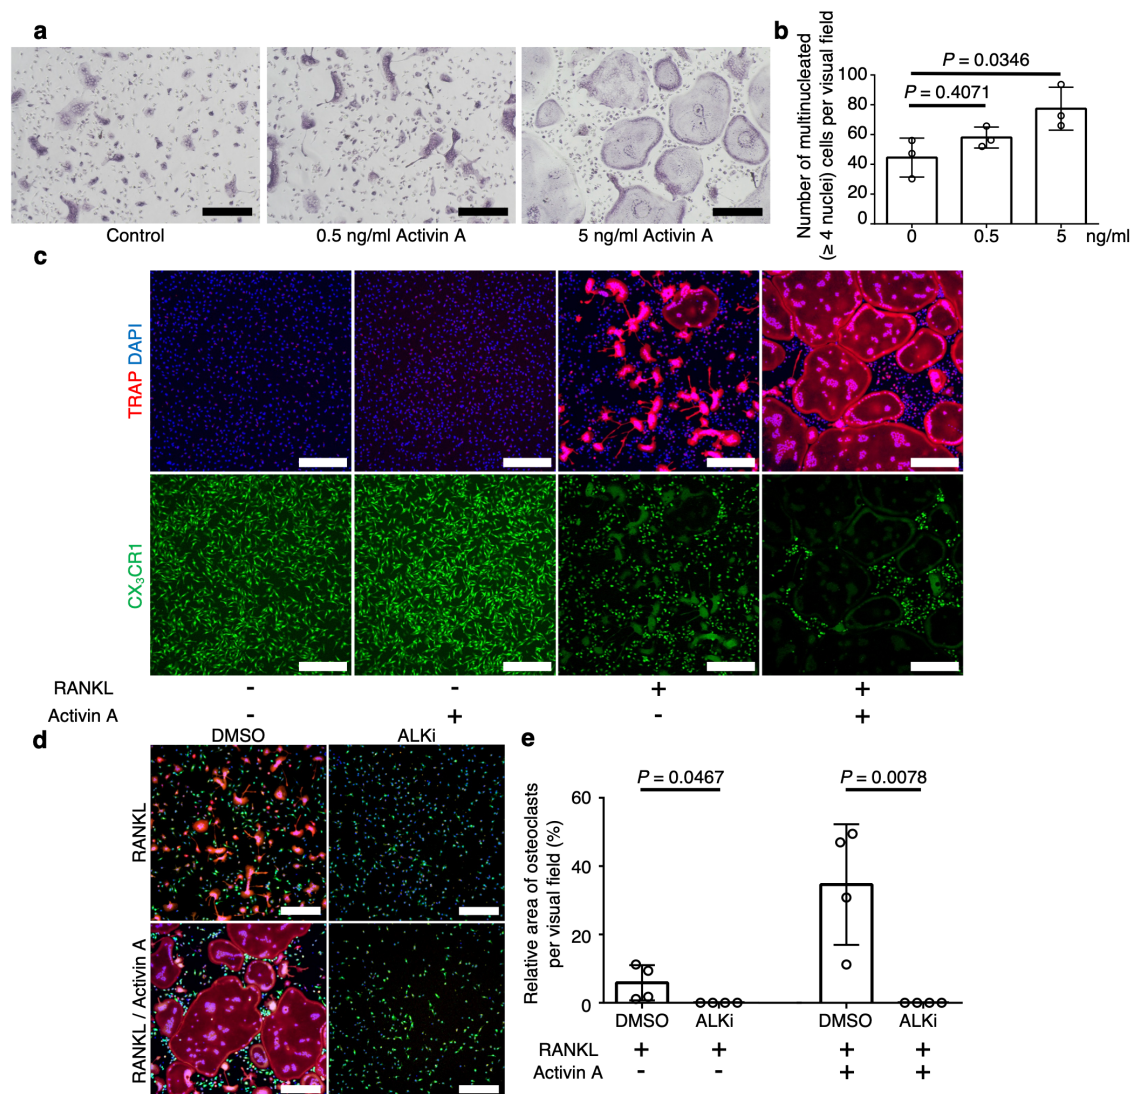 a
Control
0.5 ng/ml Activin A
5 ng/ml Activin A
b
Number of multinucleated
(≥ 4 nuclei) cells per visual field
P = 0.0346
P = 0.4071
100
80
60
40
20
0
0
0.5
5
ng/ml
c
TRAP DAPI
CX₃CR1
RANKL - - + +
Activin A - + - +
d
DMSO
ALKi
RANKL
RANKL / Activin A
e
Relative area of osteoclasts
per visual field (%)
P = 0.0467
P = 0.0078
60
40
20
0
DMSO ALKi DMSO ALKi
RANKL + + + +
Activin A - - + +